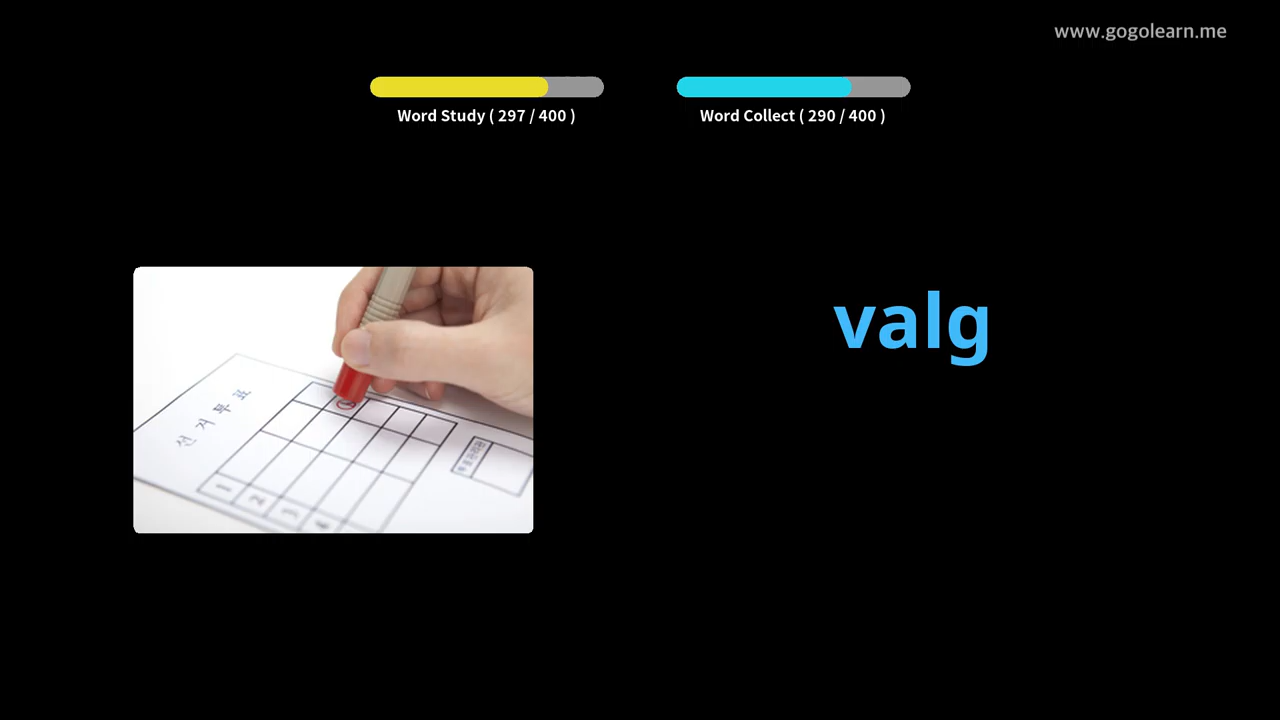 www.gogolearn.me
Word Study ( 297 / 400 )
Word Collect ( 290 / 400 )
valg
선거투표
1
2
3
4